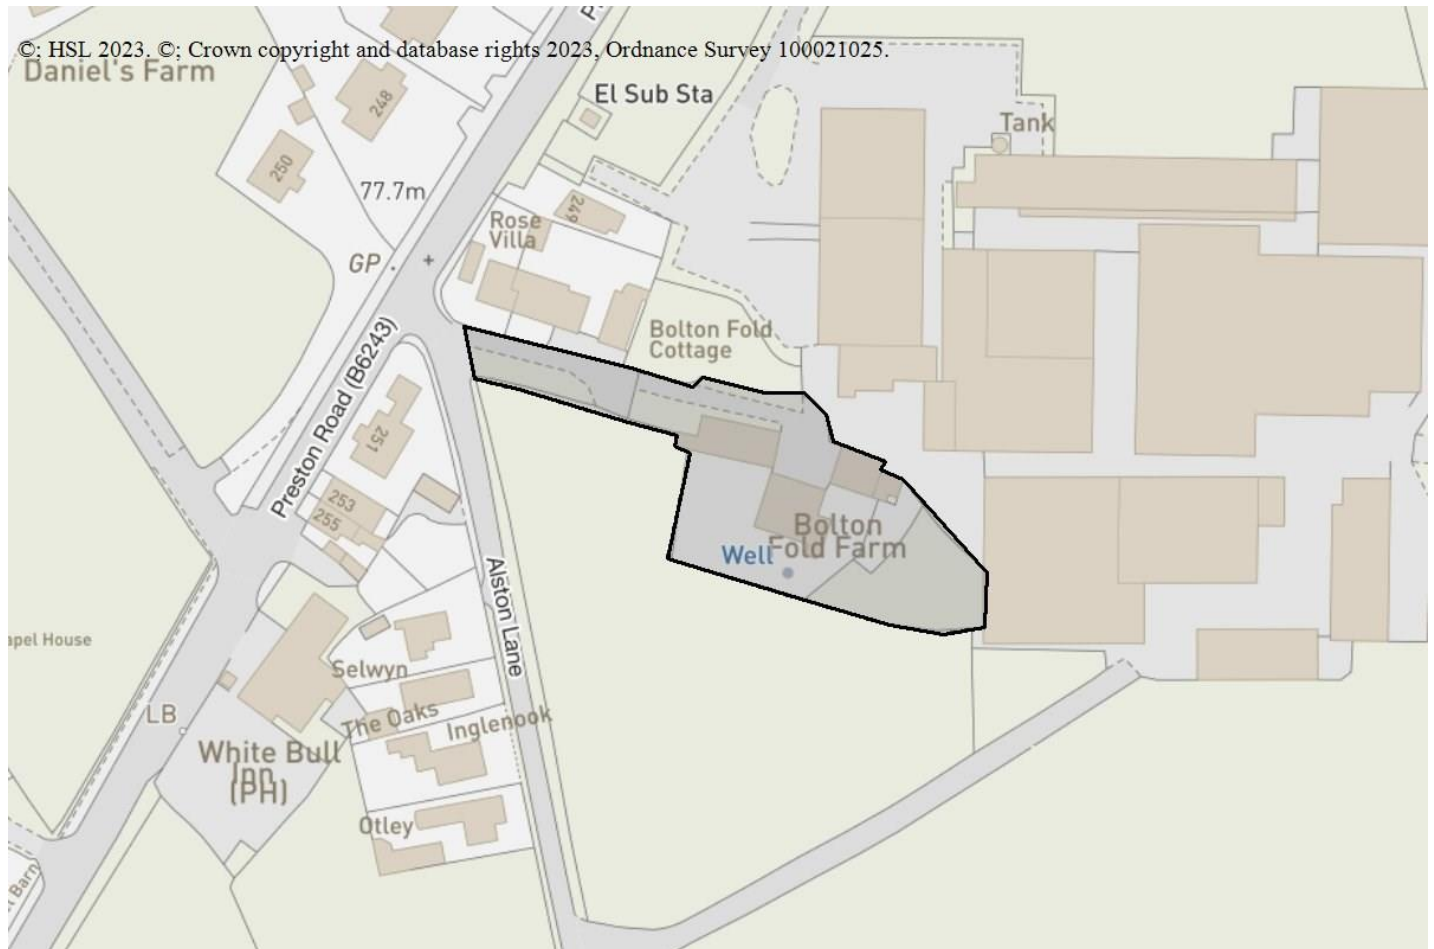 ©; HSL 2023. ©; Crown copyright and database rights 2023, Ordnance Survey 100021025.
Daniel's Farm
El Sub Sta
248
Tank
250
77.7m
249
Rose
Villa
GP
Bolton Fold
Cottage
Preston Road (B6243)
251
253
255
Bolton
Fold Farm
Well
Alston Lane
apel House
Selwyn
LB
The Oaks
Inglenook
White Bull
Inn
(PH)
Otley
Barn